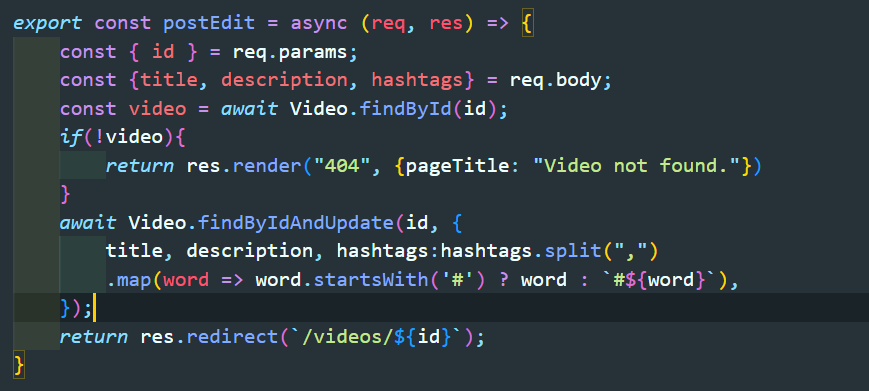 export const postEdit = async (req, res) => {
const { id } = req.params;
const {title, description, hashtags} = req.body;
const video = await Video.findById(id);
if(!video){
return res.render("404", {pageTitle: "Video not found."})
}
await Video.findByIdAndUpdate(id, {
title, description, hashtags:hashtags.split(",")
.map(word => word.startsWith('#') ? word : `#${word}`),
});
return res.redirect(`/videos/${id}`);
}